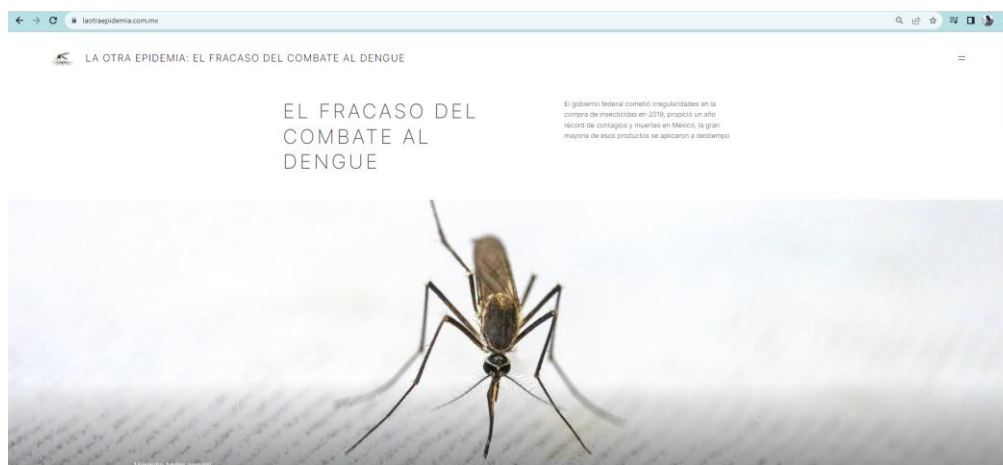 laotraepidemia.com.mx
LA OTRA EPIDEMIA: EL FRACASO DEL COMBATE AL DENGUE
EL FRACASO DEL
COMBATE AL
DENGUE
El gobierno federal cometió irregularidades en la
compra de insecticidas en 2019, propició un año
récord de contagios y muertes en México, la gran
mayoría de esos productos se aplicaron a destiempo